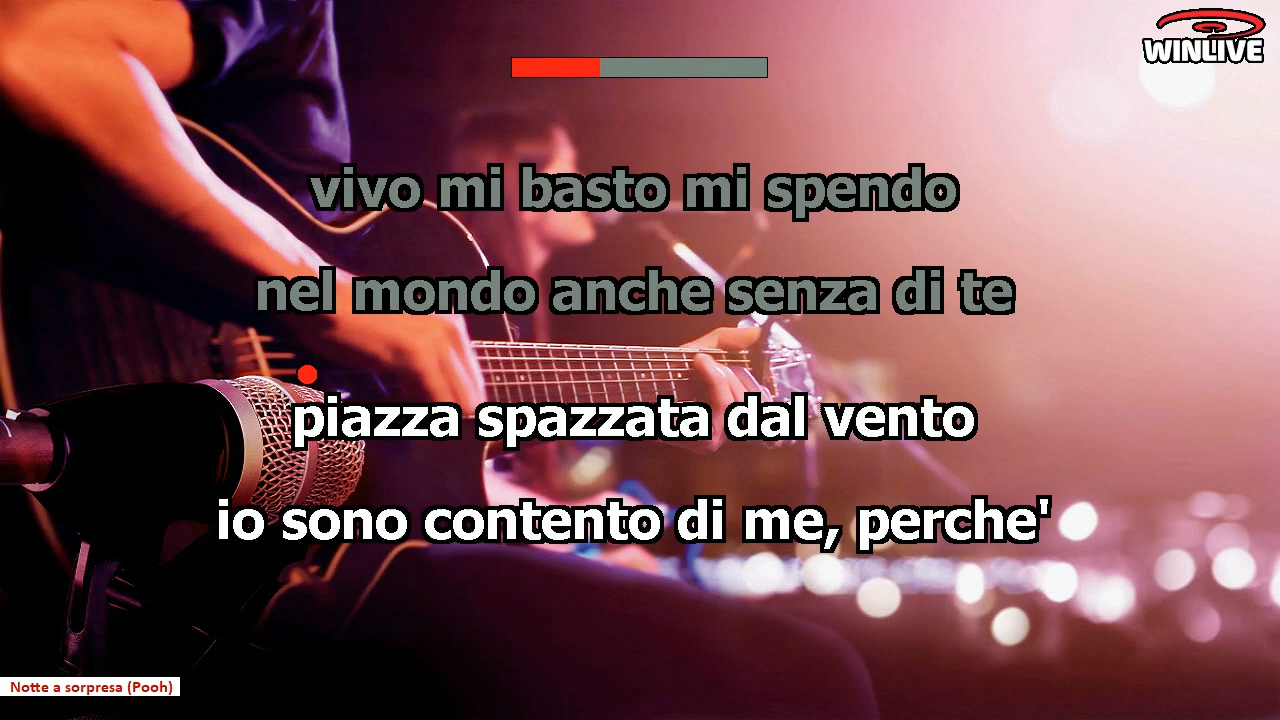 WINLIVE
vivo mi basto mi spendo
nel mondo anche senza di te
piazza spazzata dal vento
io sono contento di me, perche'
Notte a sorpresa (Pooh)